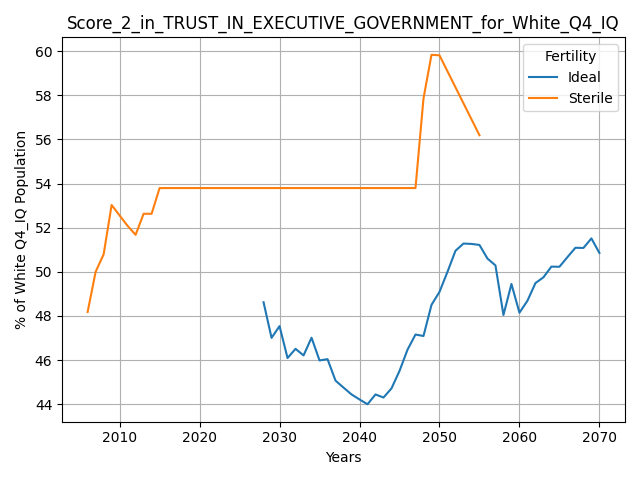 Score_2_in_TRUST_IN_EXECUTIVE_GOVERNMENT_for_White_Q4_IQ
Fertility
Ideal
Sterile
% of White Q4_IQ Population
60
58
56
54
52
50
48
46
44
2010 2020 2030 2040 2050 2060 2070
Years